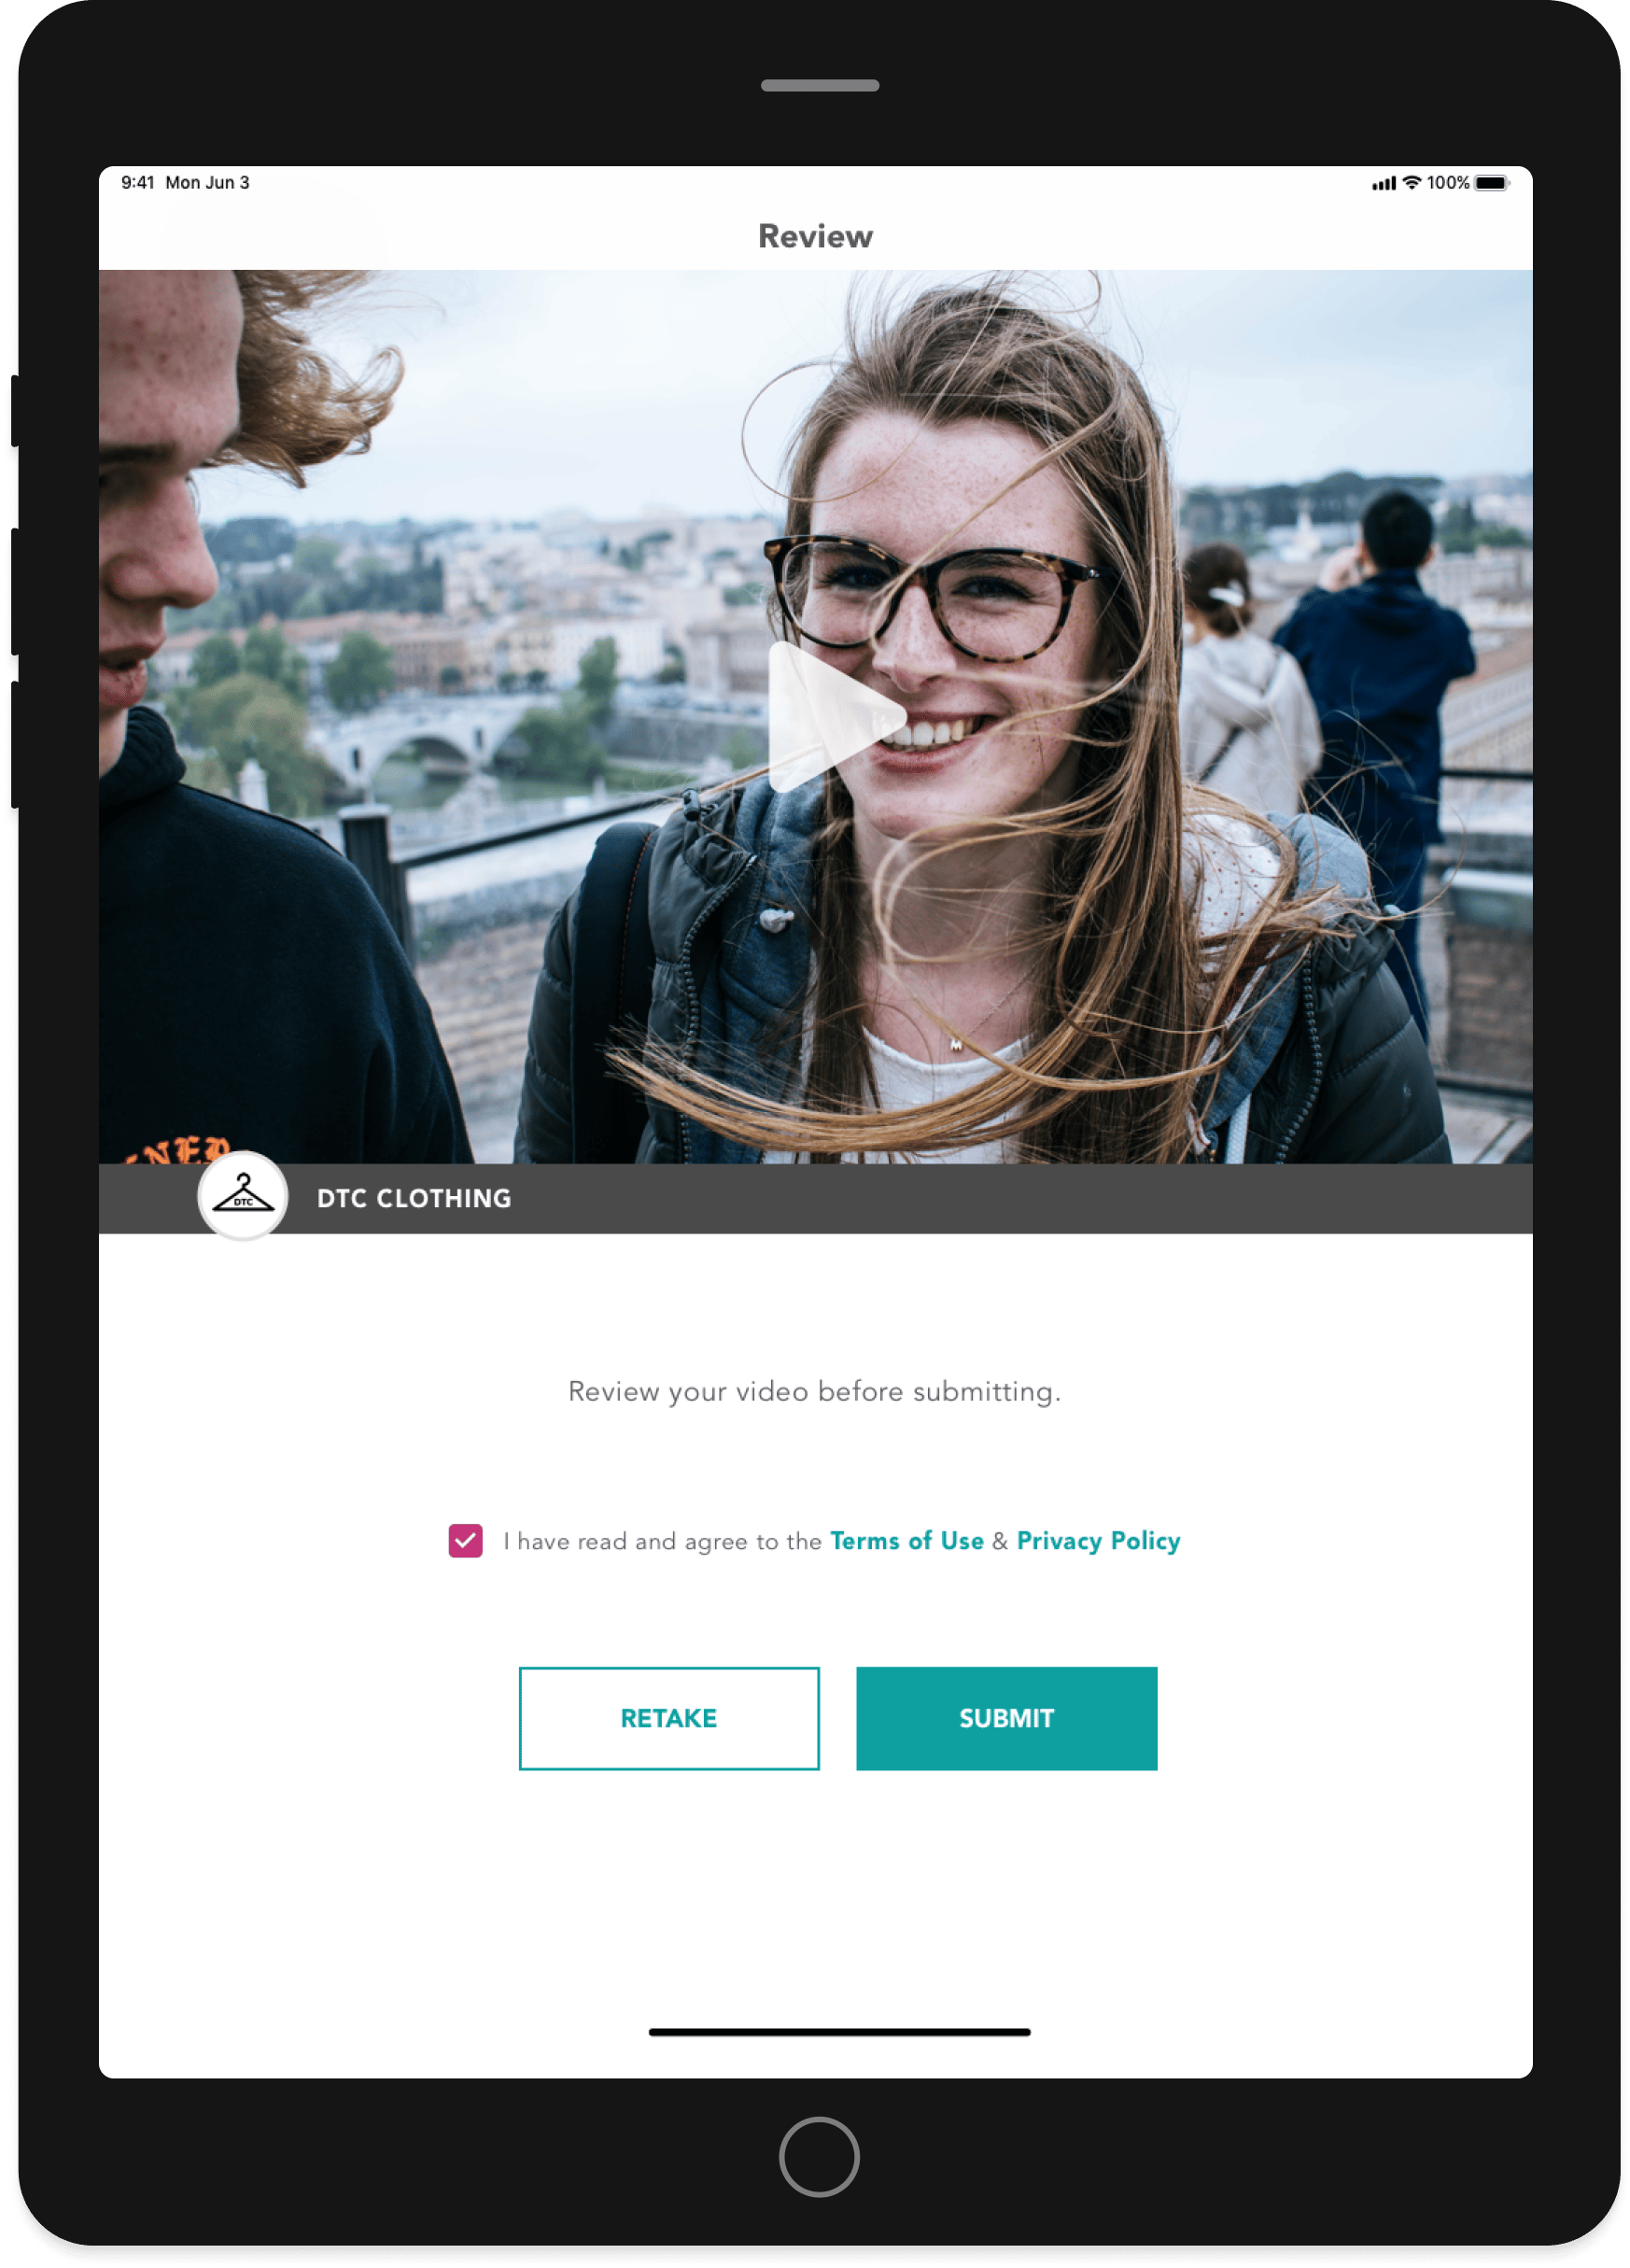 9:41 Mon Jun 3
100%
Review
M
DTC
DTC CLOTHING
Review your video before submitting.
I have read and agree to the Terms of Use & Privacy Policy
RETAKE
SUBMIT